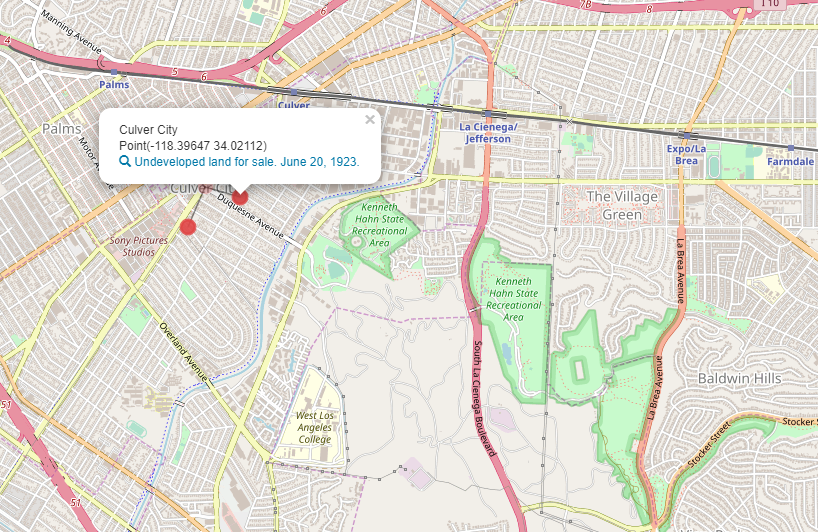 4
Manning Avenue
6
7B
8
I 10
5
6
Palms
Culver
Culver City
Point(-118.39647 34.02112)
Undeveloped land for sale. June 20, 1923.
×
La Cienega/
Jefferson
Expo/La
Brea
Farmdale
Palms
Motor Avenue
Culver City
Duquesne Avenue
Kenneth
Hahn State
Recreational
Area
The Village
Green
Sony Pictures
Studios
Kenneth
Hahn State
Recreational
Area
La Brea Avenue
Overland Avenue
South La Cienega Boulevard
La Brea Avenue
Baldwin Hills
West Los
Angeles
College
Stocker Street
Stocker S
51
51